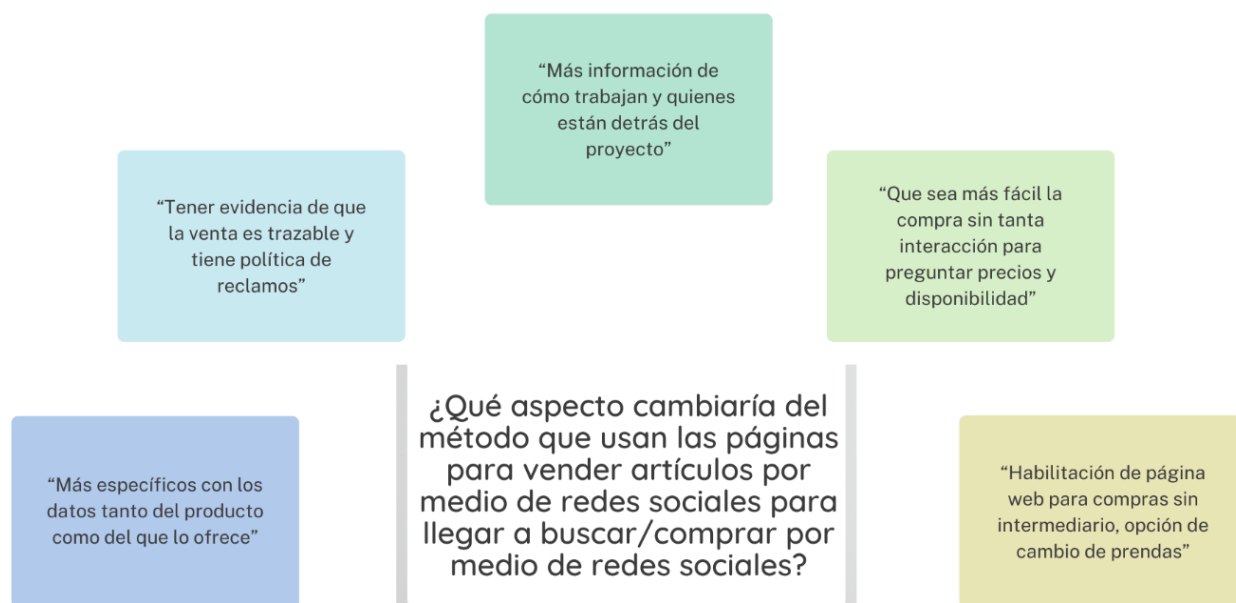 “Más información de
cómo trabajan y quienes
están detrás del
proyecto”
“Tener evidencia de que
la venta es trazable y
tiene política de
reclamos”
“Que sea más fácil la
compra sin tanta
interacción para
preguntar precios y
disponibilidad”
“Más específicos con los
datos tanto del producto
como del que lo ofrece”
¿Qué aspecto cambiaría del
método que usan las páginas
para vender artículos por
medio de redes sociales para
llegar a buscar/comprar por
medio de redes sociales?
“Habilitación de página
web para compras sin
intermediario, opción de
cambio de prendas”